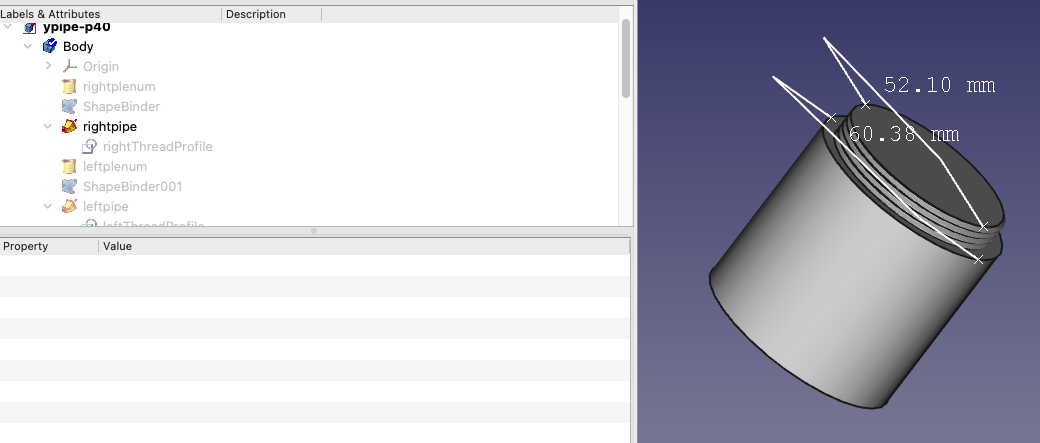 Labels & Attributes Description
ypipe-p40
Body
Origin
rightplenum
ShapeBinder
rightpipe
rightThreadProfile
leftplenum
ShapeBinder001
leftpipe
leftThreadProfile
Property Value
52.10 mm
60.38 mm